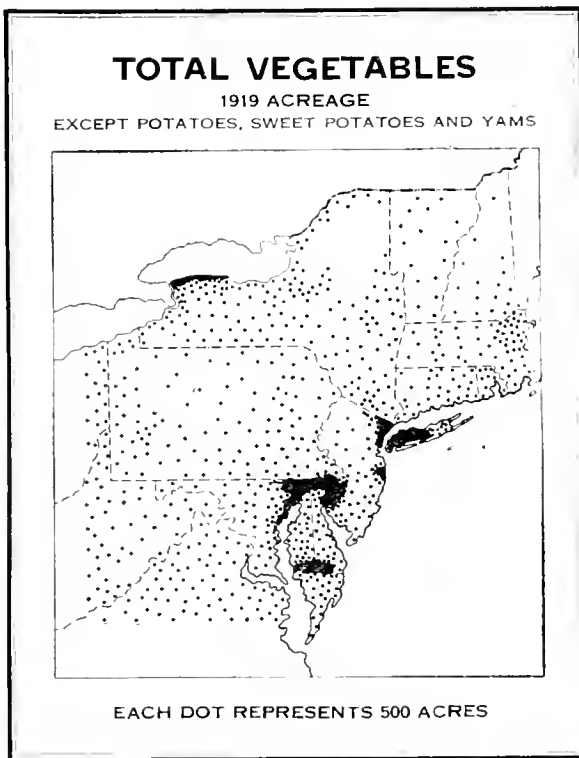 TOTAL VEGETABLES
1919 ACREAGE
EXCEPT POTATOES, SWEET POTATOES AND YAMS
EACH DOT REPRESENTS 500 ACRES